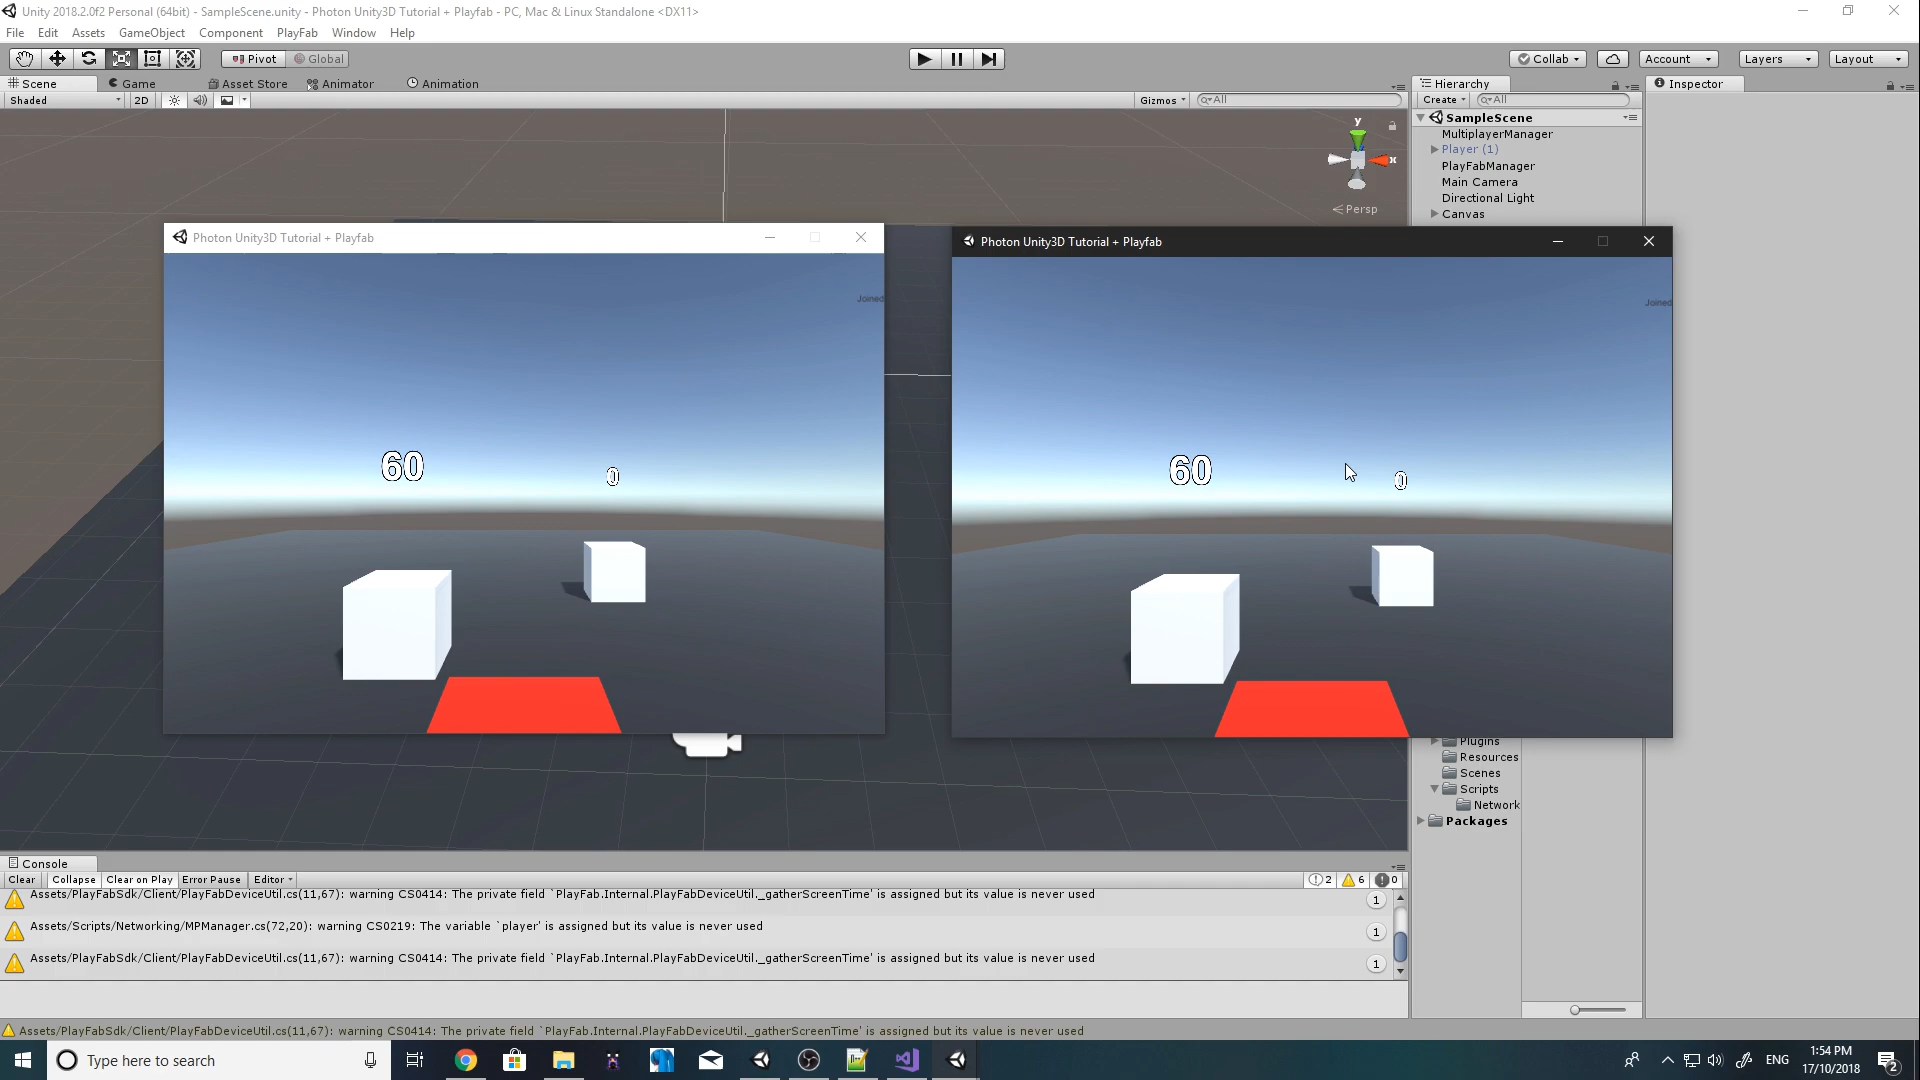 Unity 2018.2.0f2 Personal (64bit) - SampleScene.unity - Photon Unity3D Tutorial + Playfab - PC, Mac & Linux Standalone <DX11>
File Edit Assets GameObject Component PlayFab Window Help
Pivot Global Collab Account Layers Layout
Scene Game Asset Store Animator Animation Hierarchy Inspector
Shaded 2D Gizmos All Create All
SampleScene
MultiplayerManager
Player (1)
PlayFabManager
Main Camera
Directional Light
Canvas
y
x
Persp
Photon Unity3D Tutorial + Playfab
Joined
60
0
Photon Unity3D Tutorial + Playfab
Joined
60
0
Plugins
Resources
Scenes
Scripts
Network
Packages
Console
Clear Collapse Clear on Play Error Pause Editor 2 6 0
Assets/PlayFabSdk/Client/PlayFabDeviceUtil.cs(11,67): warning CS0414: The private field `PlayFab.Internal.PlayFabDeviceUtil._gatherScreenTime' is assigned but its value is never used 1
Assets/Scripts/Networking/MPManager.cs(72,20): warning CS0219: The variable `player' is assigned but its value is never used 1
Assets/PlayFabSdk/Client/PlayFabDeviceUtil.cs(11,67): warning CS0414: The private field `PlayFab.Internal.PlayFabDeviceUtil._gatherScreenTime' is assigned but its value is never used 1
Assets/PlayFabSdk/Client/PlayFabDeviceUtil.cs(11,67): warning CS0414: The private field `PlayFab.Internal.PlayFabDeviceUtil._gatherScreenTime' is assigned but its value is never used
Type here to search
ENG
1:54 PM
17/10/2018
2